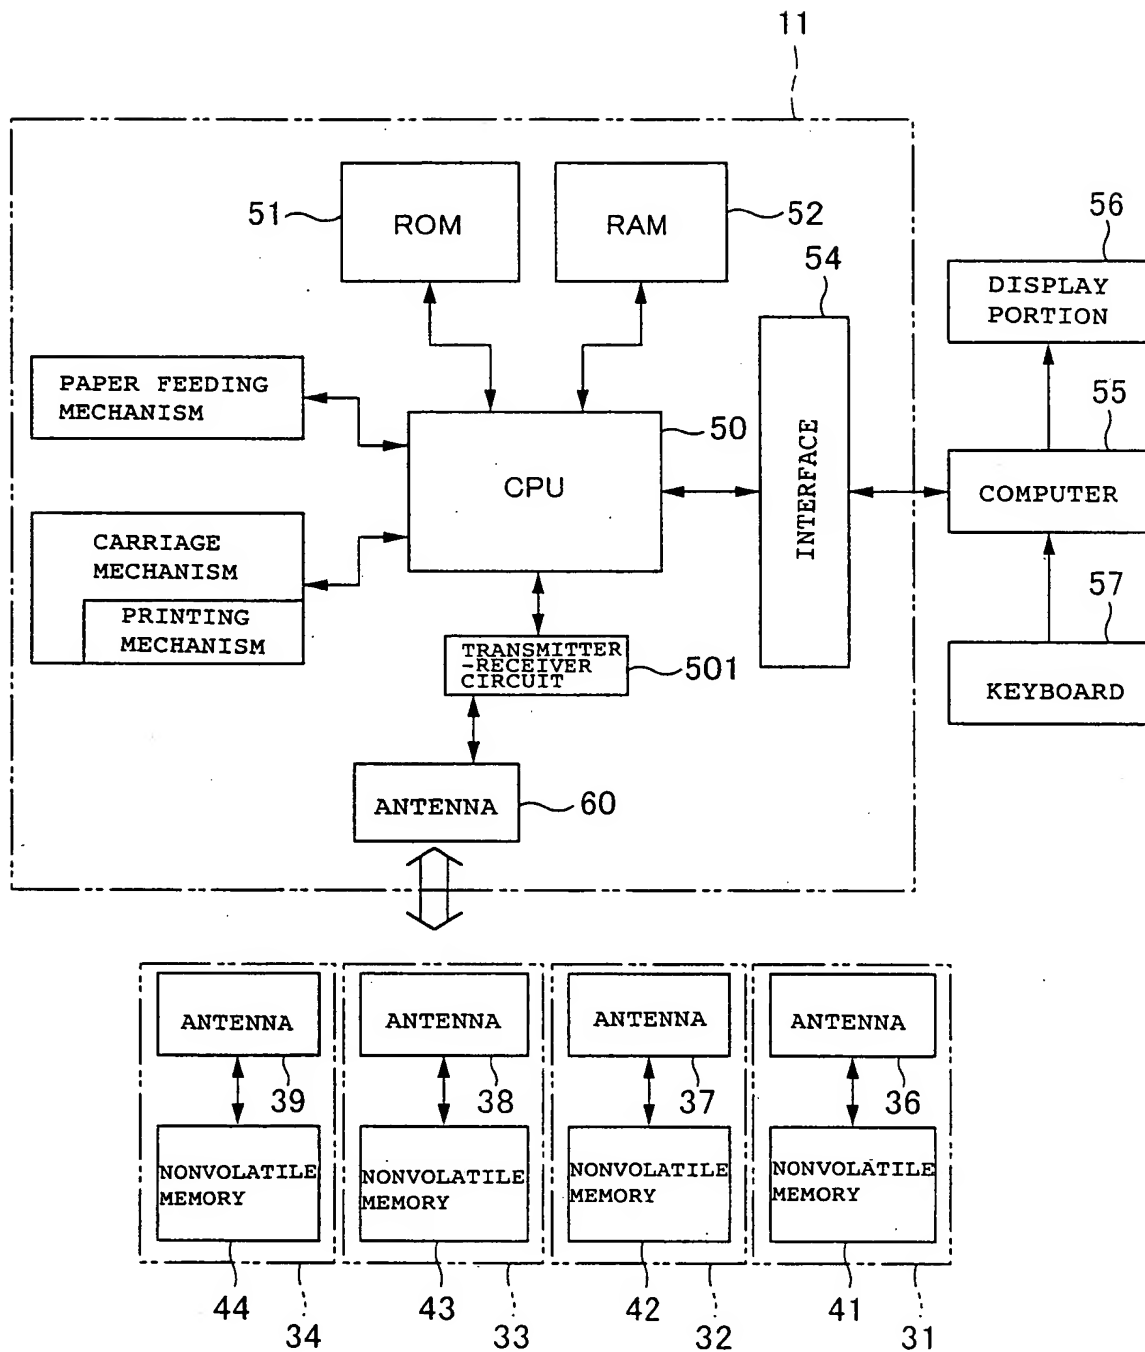 11
51
ROM
RAM
52
56
DISPLAY
PORTION
54
PAPER FEEDING
MECHANISM
50
CPU
INTERFACE
55
COMPUTER
CARRIAGE
MECHANISM
PRINTING
MECHANISM
TRANSMITTER
-RECEIVER
CIRCUIT
501
57
KEYBOARD
ANTENNA
60
ANTENNA
39
ANTENNA
38
ANTENNA
37
ANTENNA
36
NONVOLATILE
MEMORY
NONVOLATILE
MEMORY
NONVOLATILE
MEMORY
NONVOLATILE
MEMORY
44
34
43
33
42
32
41
31